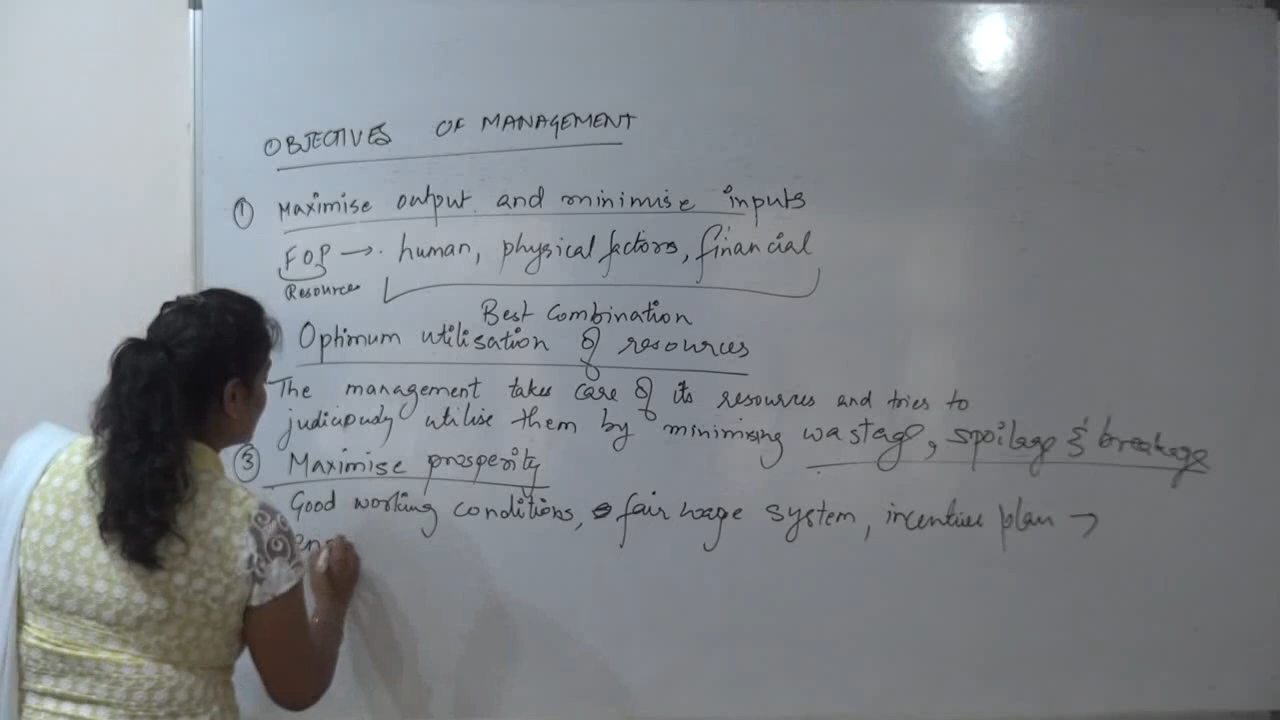 OBJECTIVES OF MANAGEMENT
① Maximise output and minimise inputs
FOP → human, physical factors, financial
Resources
Best Combination
Optimum utilisation of resources
The management takes care of its resources and tries to
judiciously utilise them by minimising wastage, spoilage & breakage
③ Maximise prosperity
Good working conditions, fair wage system, incentive plan →